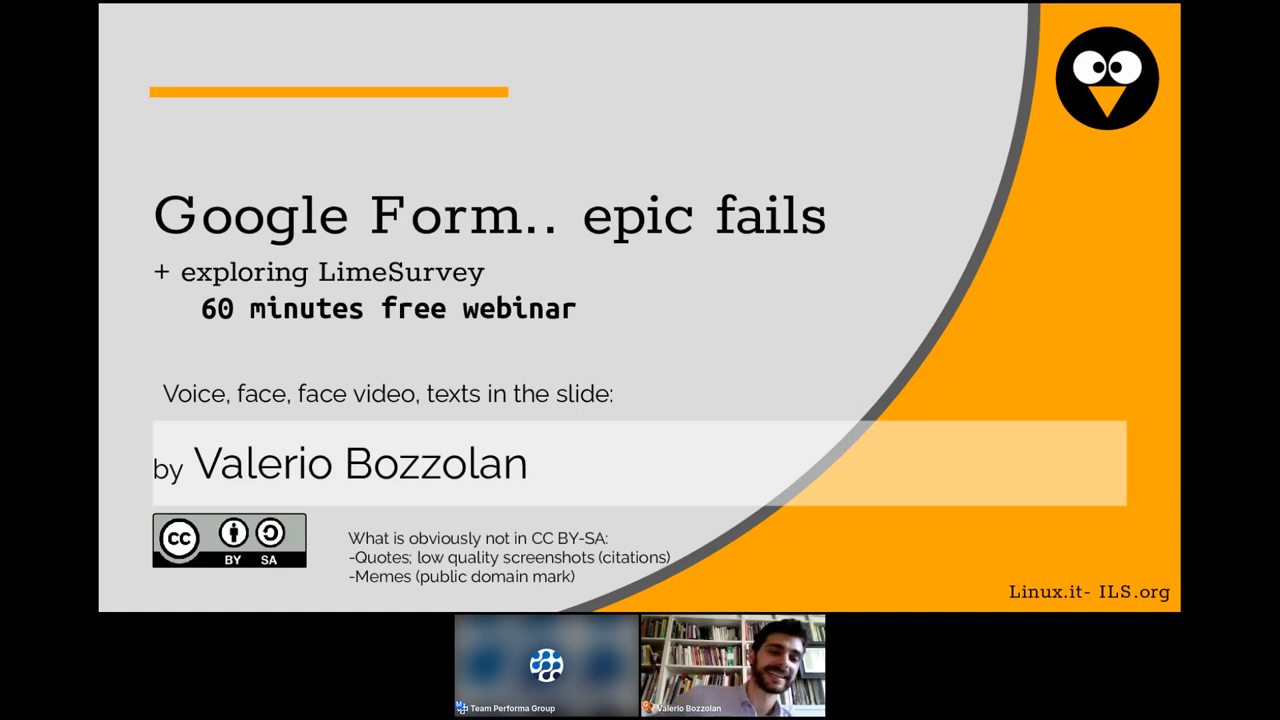 Google Form.. epic fails
+ exploring LimeSurvey
60 minutes free webinar
Voice, face, face video, texts in the slide:
by Valerio Bozzolan
CC
BY SA
What is obviously not in CC BY-SA:
-Quotes; low quality screenshots (citations)
-Memes (public domain mark)
Linux.it- ILS.org
Team Performa Group
Valerio Bozzolan